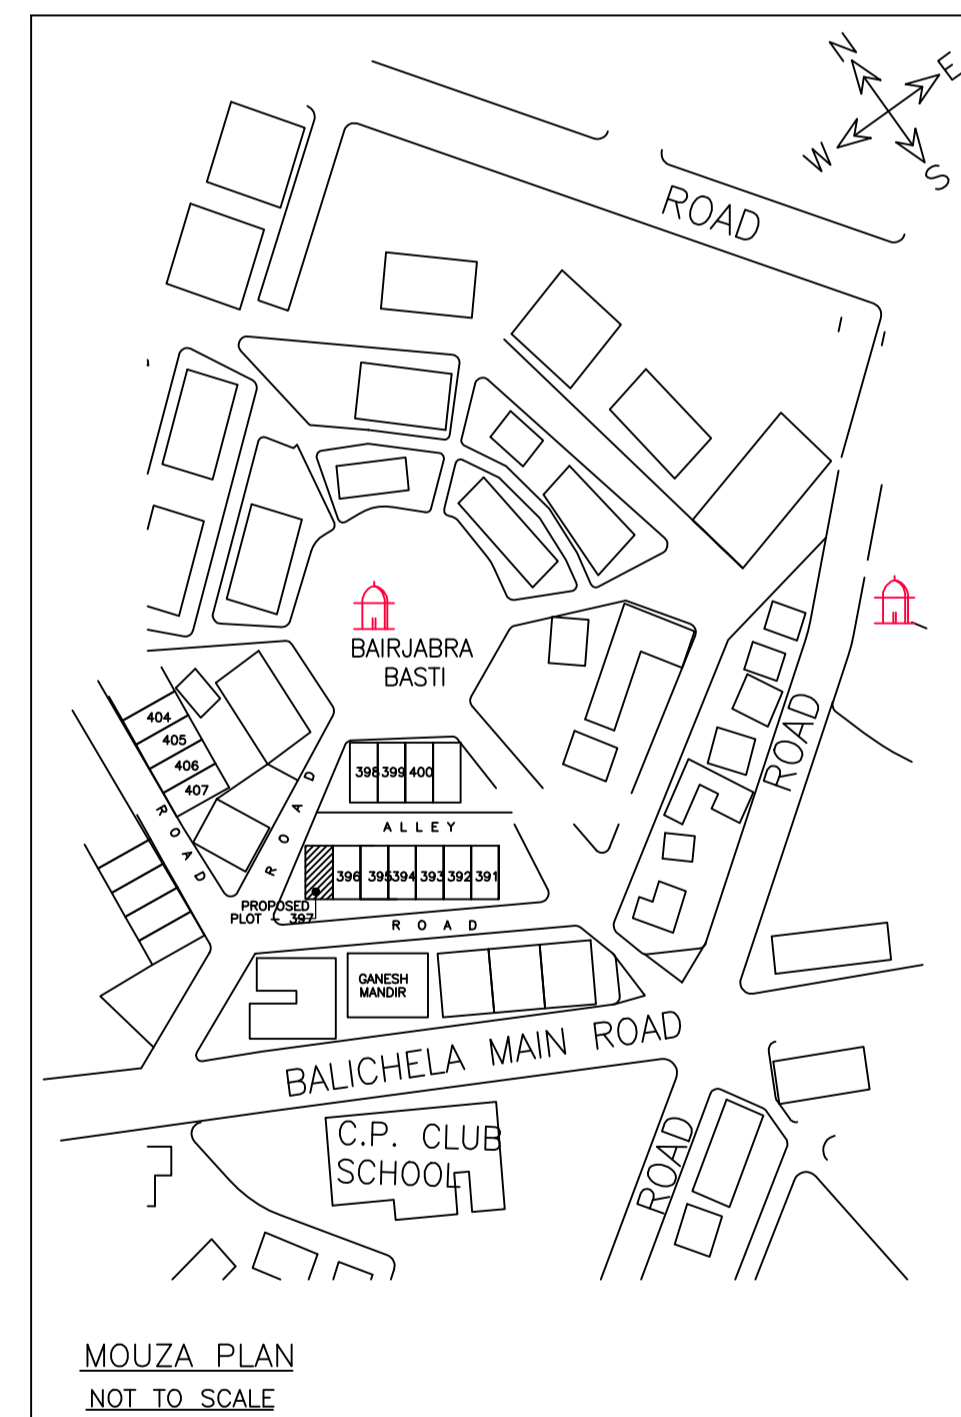 N
E
W
S
ROAD
BAIRJABRA
BASTI
404
405
406
407
ROAD
ROAD
398 399 400
ALLEY
396 395 394 393 392 391
PROPOSED
PLOT - 397
ROAD
ROAD
GANESH
MANDIR
BALICHELA MAIN ROAD
C.P. CLUB
SCHOOL
ROAD
MOUZA PLAN
NOT TO SCALE